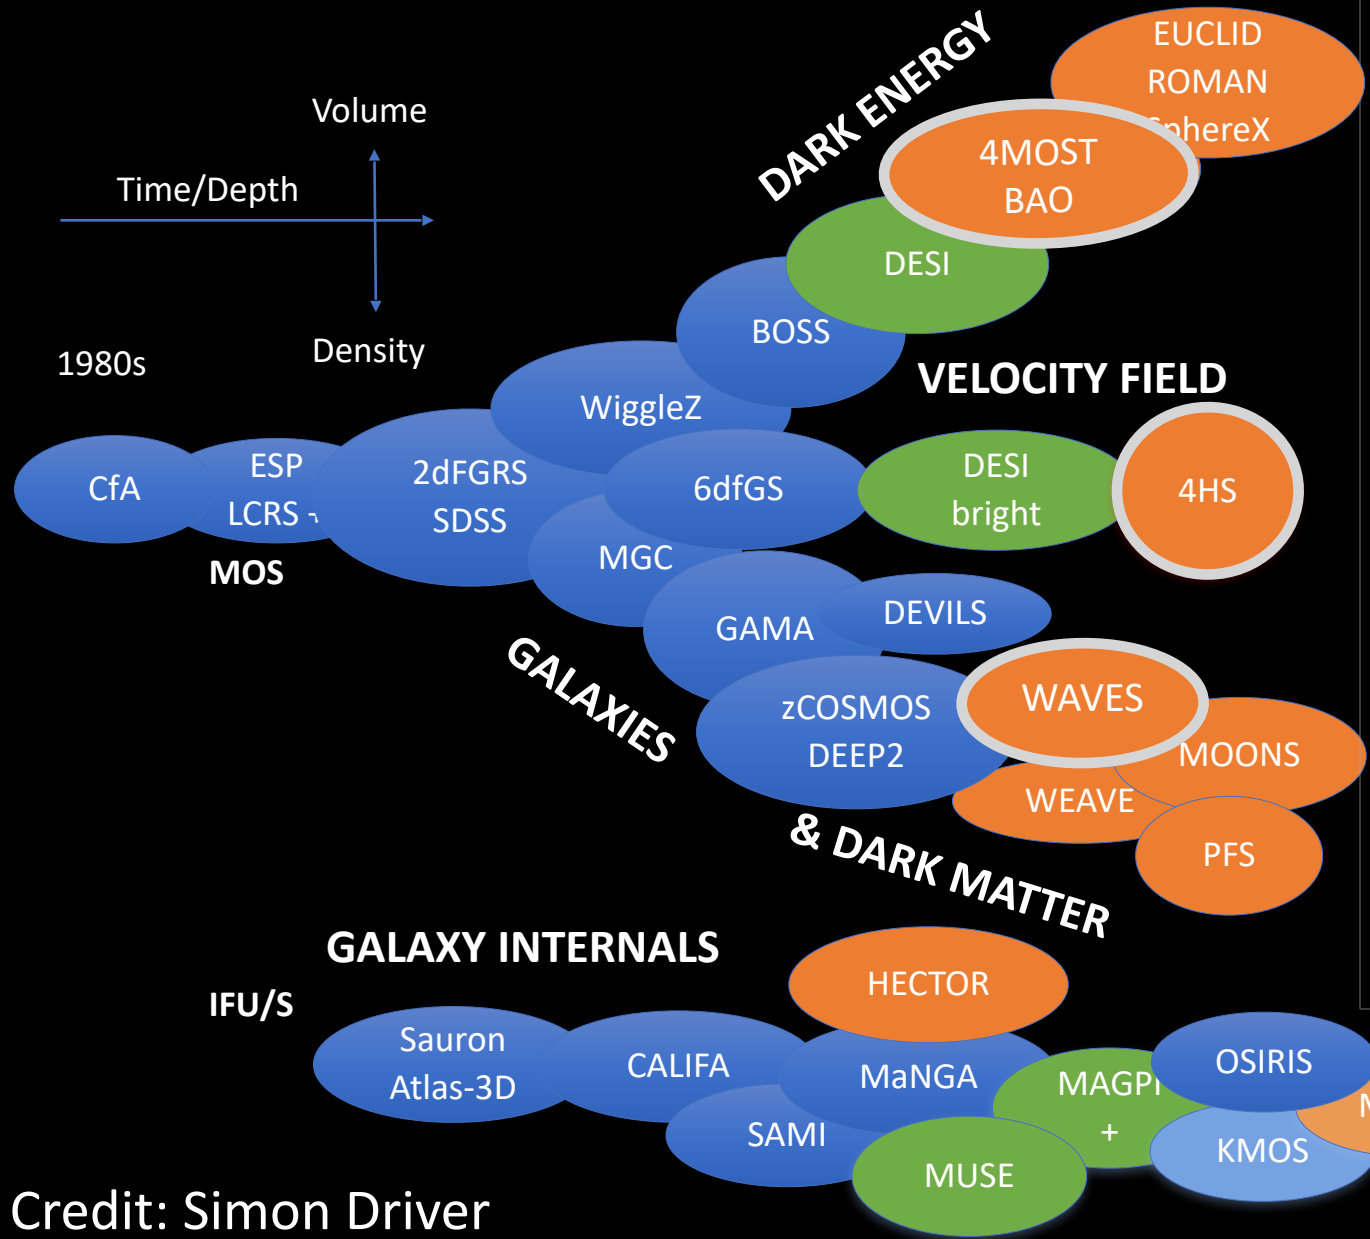 EUCLID
ROMAN
SphereX
DARK ENERGY
4MOST
BAO
Volume
Time/Depth
Density
1980s
DESI
BOSS
WiggleZ
VELOCITY FIELD
CfA
ESP
LCRS +
MOS
2dFGRS
SDSS
6dfGS
DESI
bright
4HS
MGC
GAMA
DEVILS
GALAXIES
zCOSMOS
DEEP2
WAVES
MOONS
WEAVE
PFS
& DARK MATTER
GALAXY INTERNALS
IFU/S
HECTOR
Sauron
Atlas-3D
CALIFA
MaNGA
SAMI
MAGPI
+
OSIRIS
KMOS
MUSE
Credit: Simon Driver